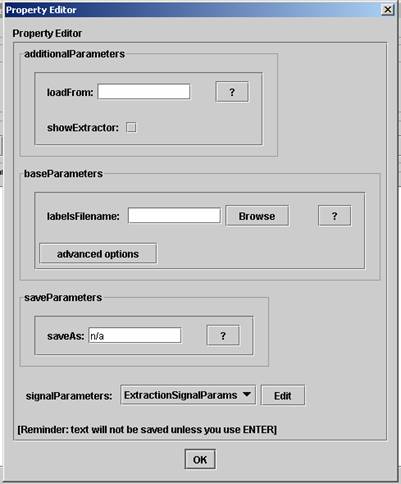 Property Editor
Property Editor
additionalParameters
loadFrom: ?
showExtractor:
baseParameters
labelsFilename: Browse ?
advanced options
saveParameters
saveAs: n/a ?
signalParameters: ExtractionSignalParams Edit
[Reminder: text will not be saved unless you use ENTER]
OK